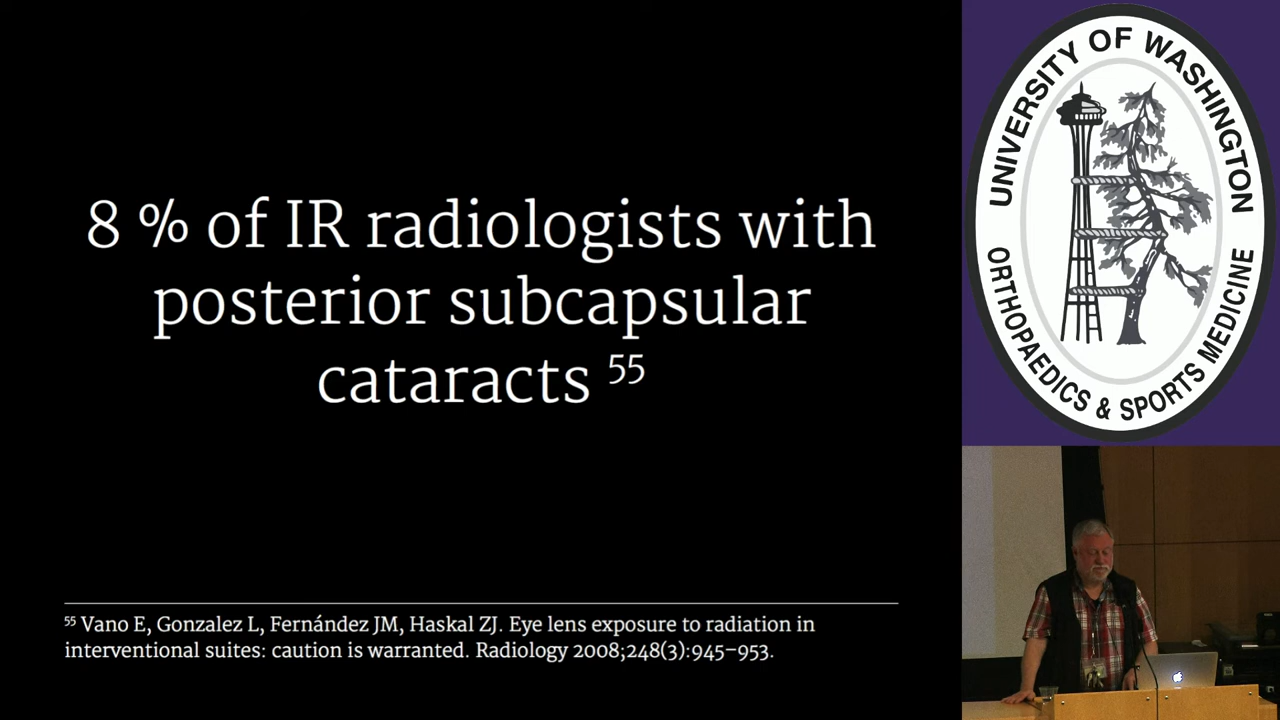 8 % of IR radiologists with
posterior subcapsular
cataracts 55
55 Vano E, Gonzalez L, Fernández JM, Haskal ZJ. Eye lens exposure to radiation in
interventional suites: caution is warranted. Radiology 2008;248(3):945–953.
UNIVERSITY OF WASHINGTON
ORTHOPAEDICS & SPORTS MEDICINE